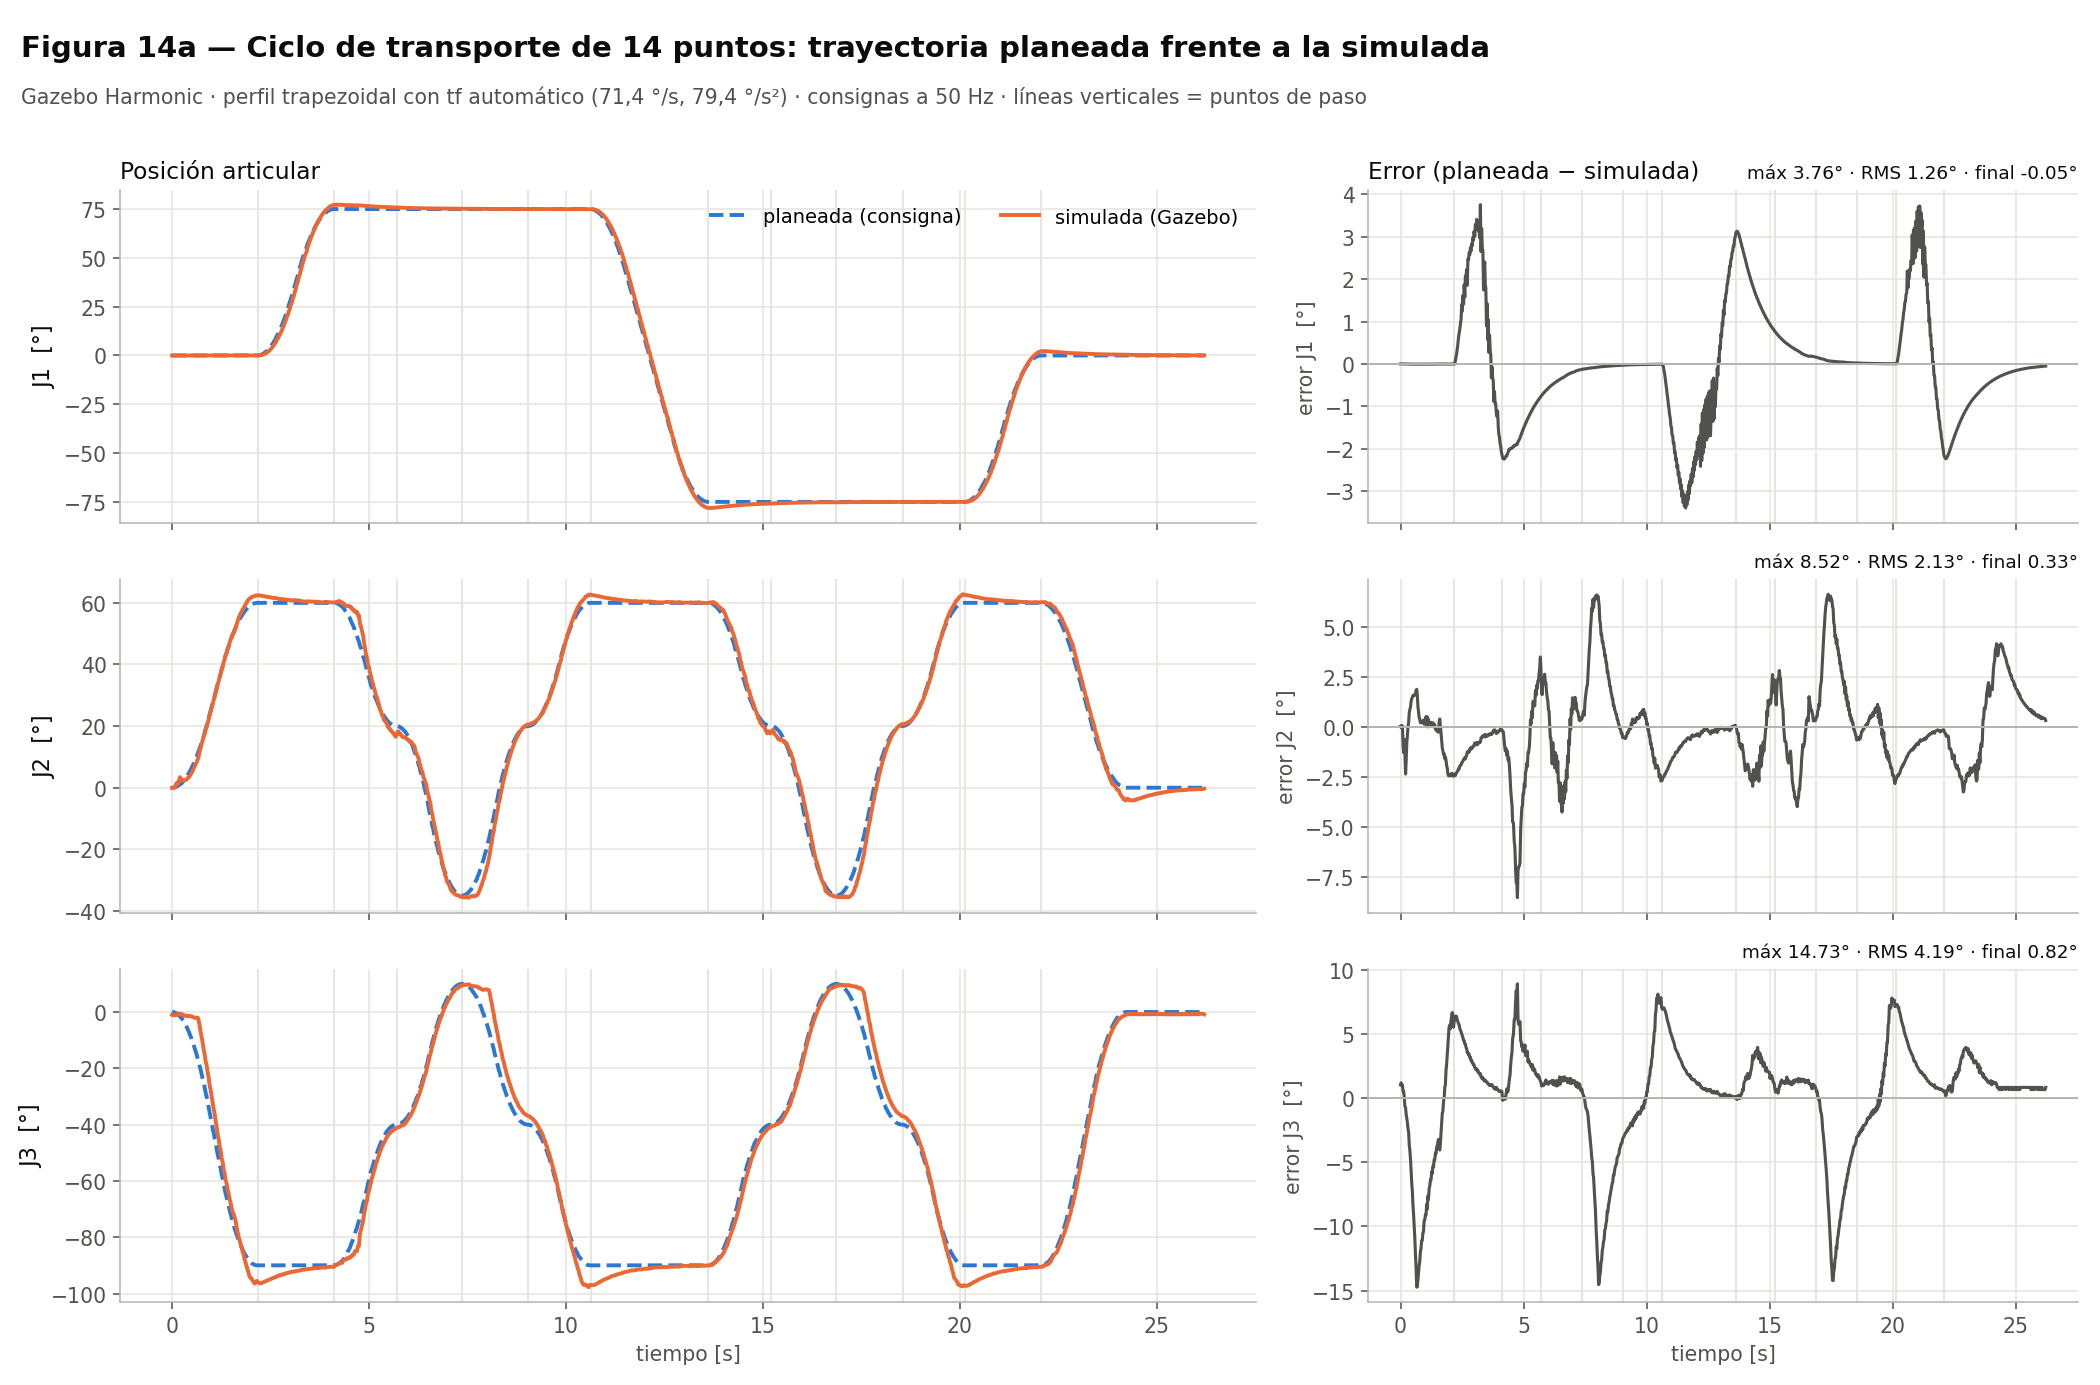 Figura 14a — Ciclo de transporte de 14 puntos: trayectoria planeada frente a la simulada
Gazebo Harmonic · perfil trapezoidal con tf automático (71,4 °/s, 79,4 °/s²) · consignas a 50 Hz · líneas verticales = puntos de paso
Posición articular
planeada (consigna)
simulada (Gazebo)
J1 [°]
75
50
25
0
−25
−50
−75
Error (planeada − simulada)
máx 3.76° · RMS 1.26° · final -0.05°
error J1 [°]
4
3
2
1
0
−1
−2
−3
J2 [°]
60
40
20
0
−20
−40
máx 8.52° · RMS 2.13° · final 0.33°
error J2 [°]
5.0
2.5
0.0
−2.5
−5.0
−7.5
J3 [°]
0
−20
−40
−60
−80
−100
0 5 10 15 20 25
tiempo [s]
máx 14.73° · RMS 4.19° · final 0.82°
error J3 [°]
10
5
0
−5
−10
−15
0 5 10 15 20 25
tiempo [s]